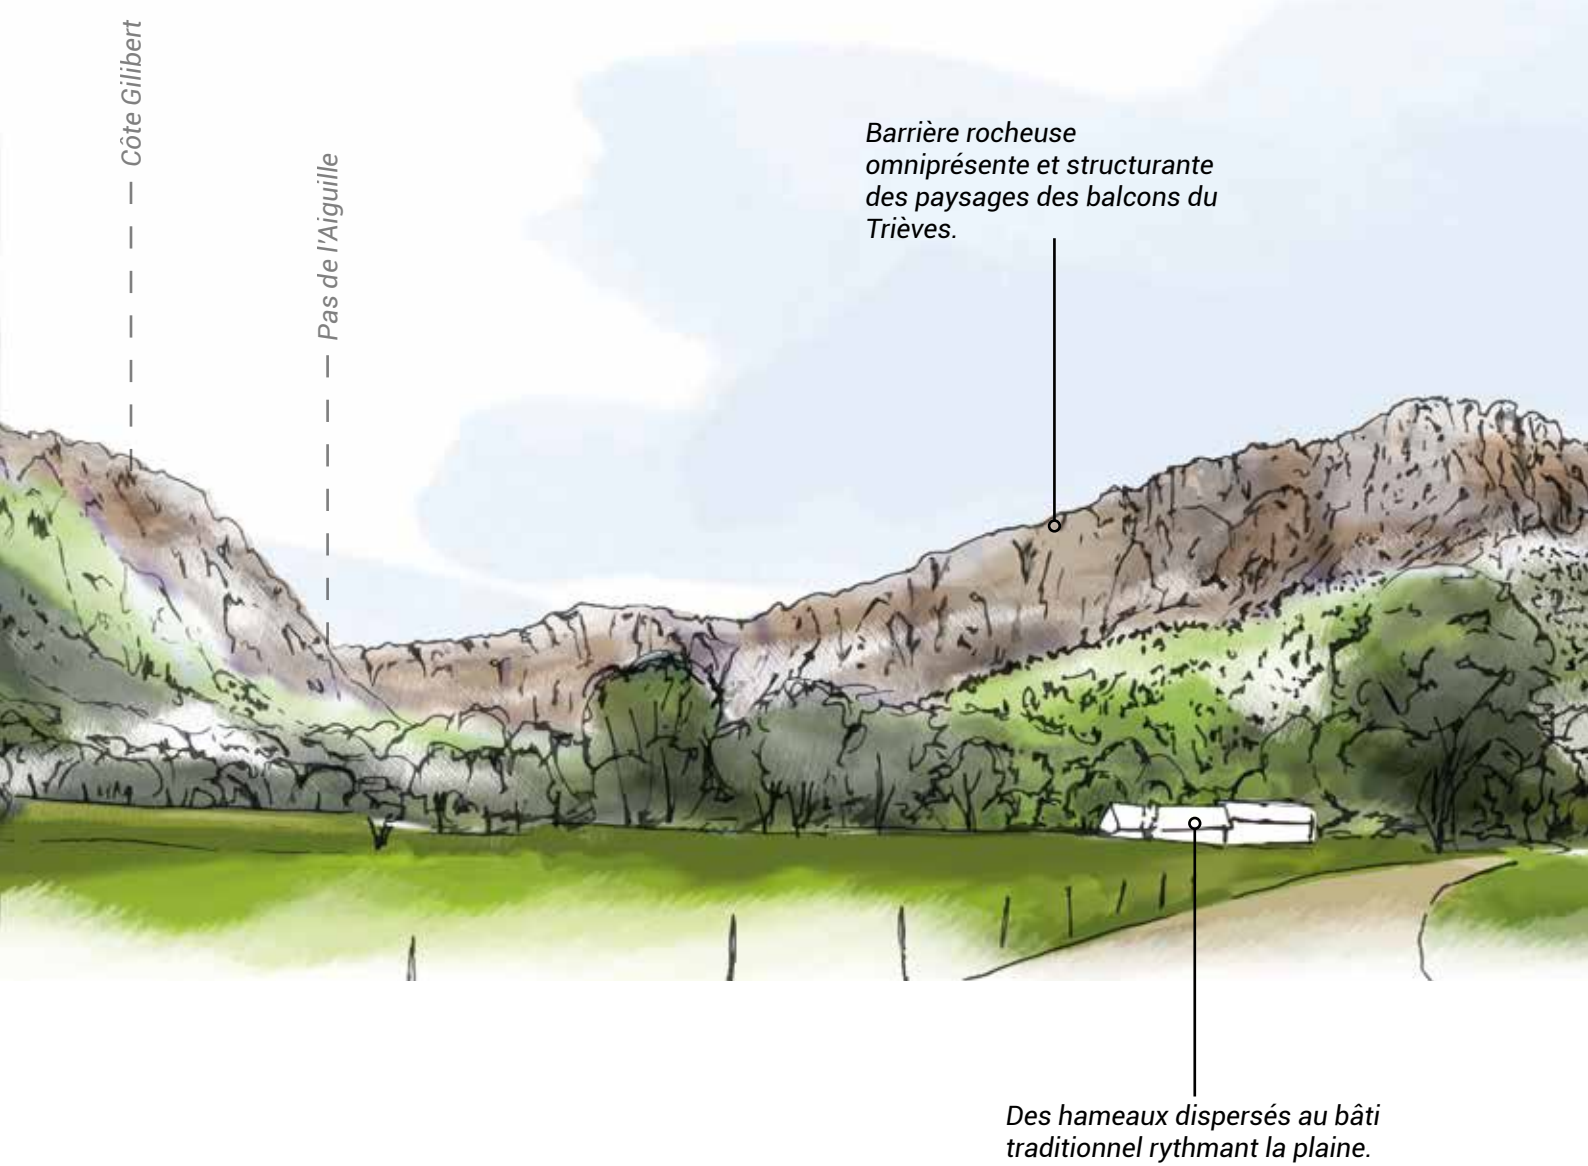 Côte Gilibert
Pas de l'Aiguille
Barrière rocheuse
omniprésente et structurante
des paysages des balcons du
Trièves.
Des hameaux dispersés au bâti
traditionnel rythmant la plaine.